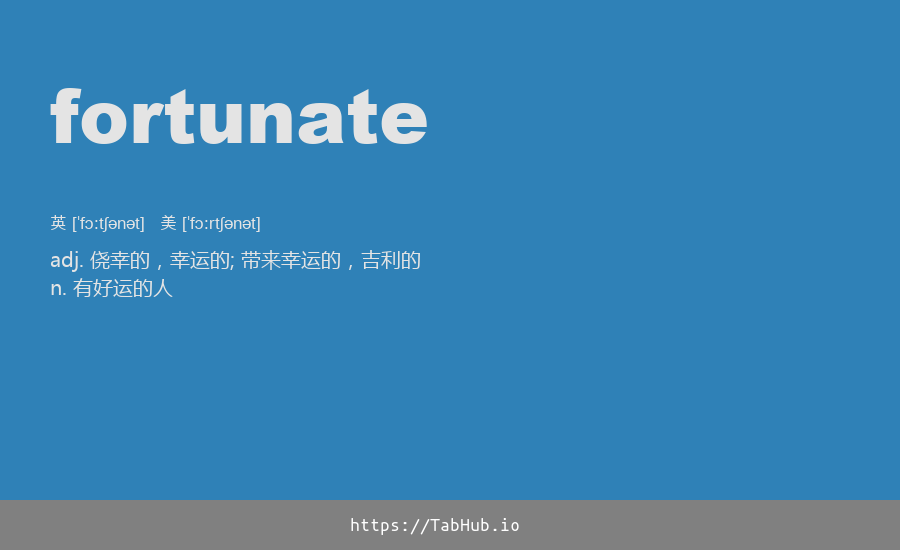 fortunate
英 [ˈfɔːtʃənət] 美 [ˈfɔːrtʃənət]
adj. 侥幸的，幸运的; 带来幸运的，吉利的
n. 有好运的人
https://TabHub.io